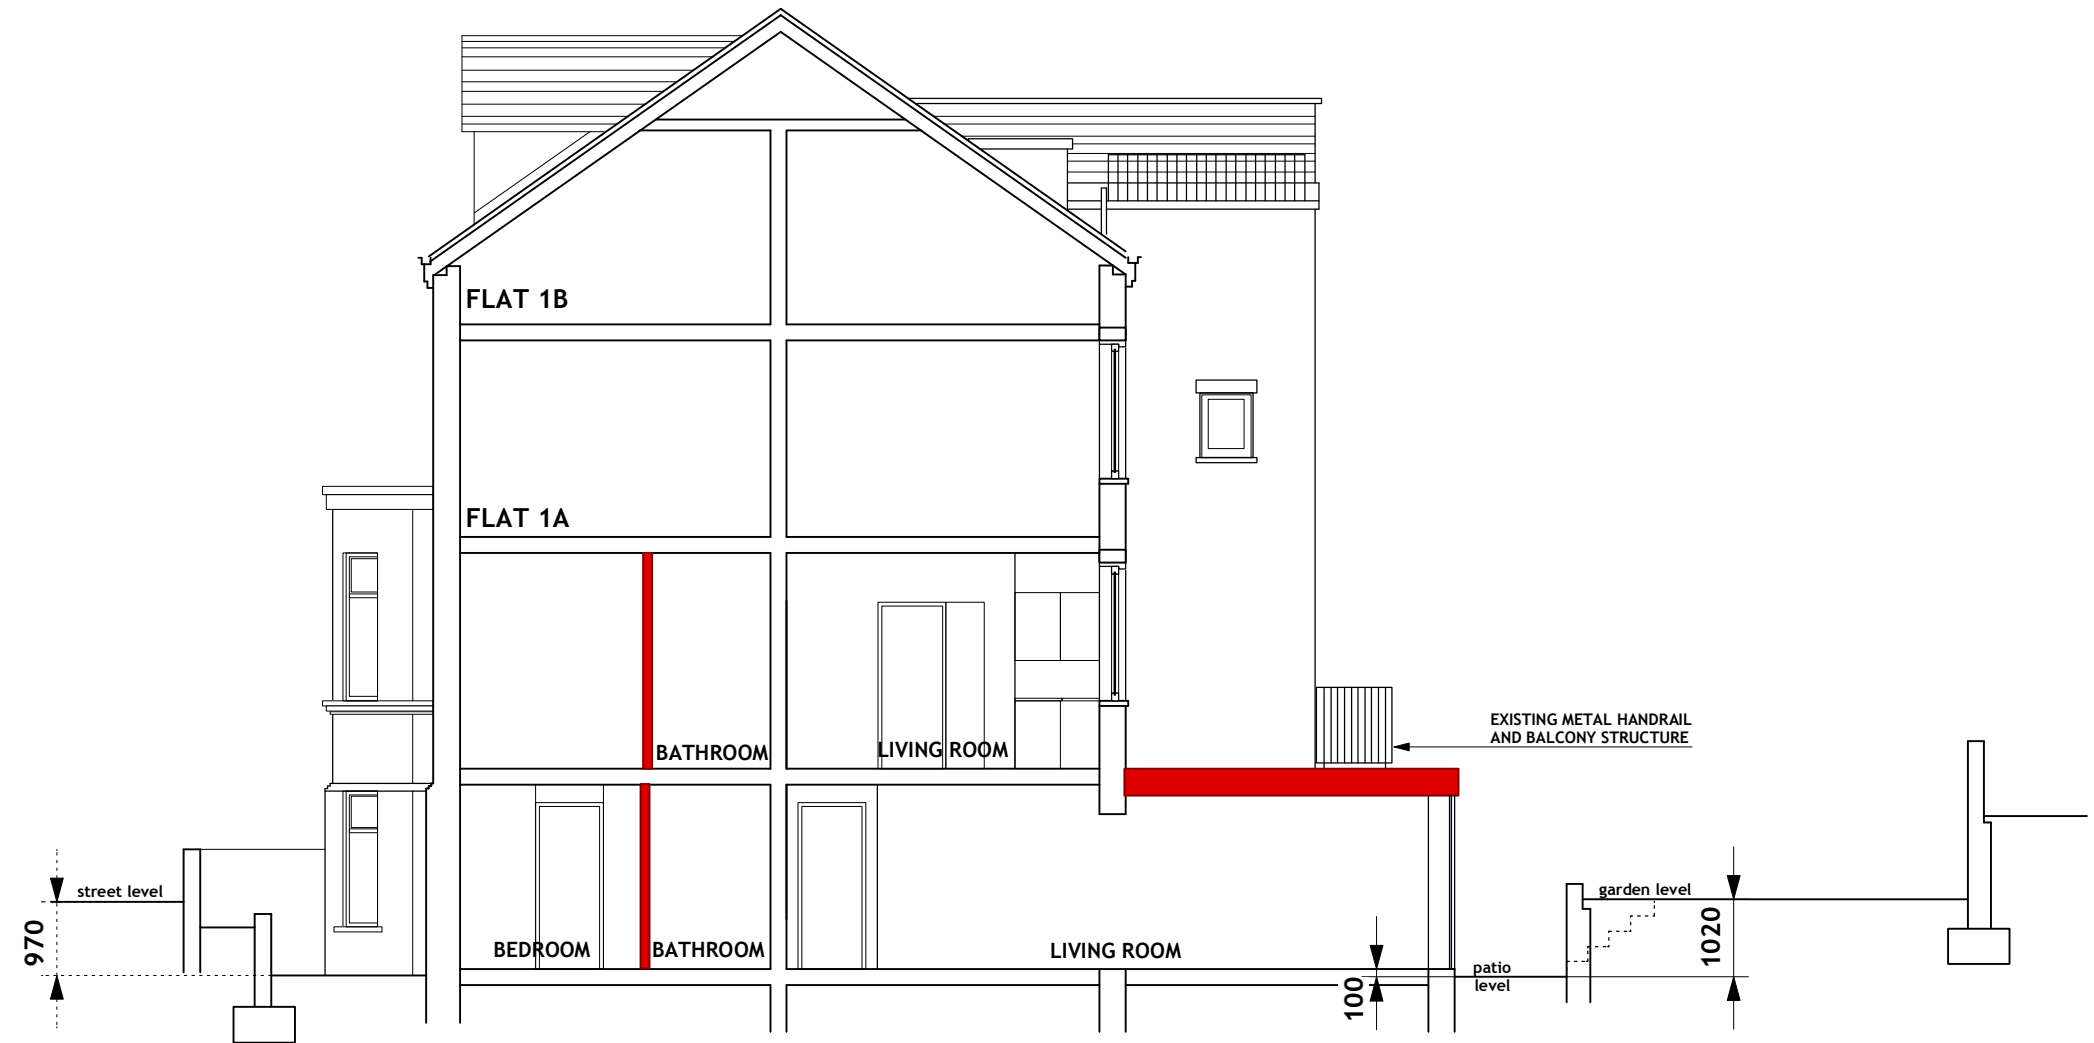 FLAT 1B
FLAT 1A
EXISTING METAL HANDRAIL
AND BALCONY STRUCTURE
BATHROOM
LIVING ROOM
street level
garden level
970
1020
BEDROOM
BATHROOM
LIVING ROOM
patio
level
100